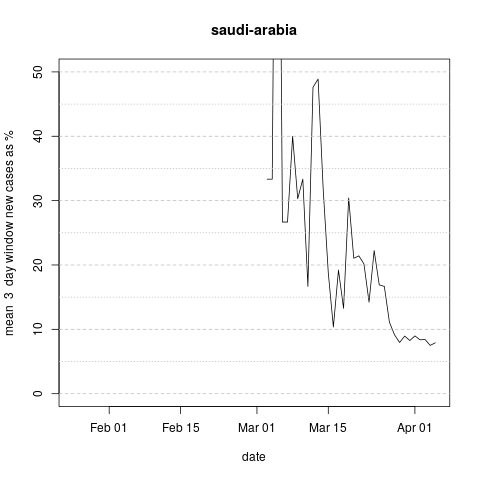 saudi-arabia
mean  3  day window new cases as %
50
40
30
20
10
0
Feb 01
Feb 15
Mar 01
Mar 15
Apr 01
date